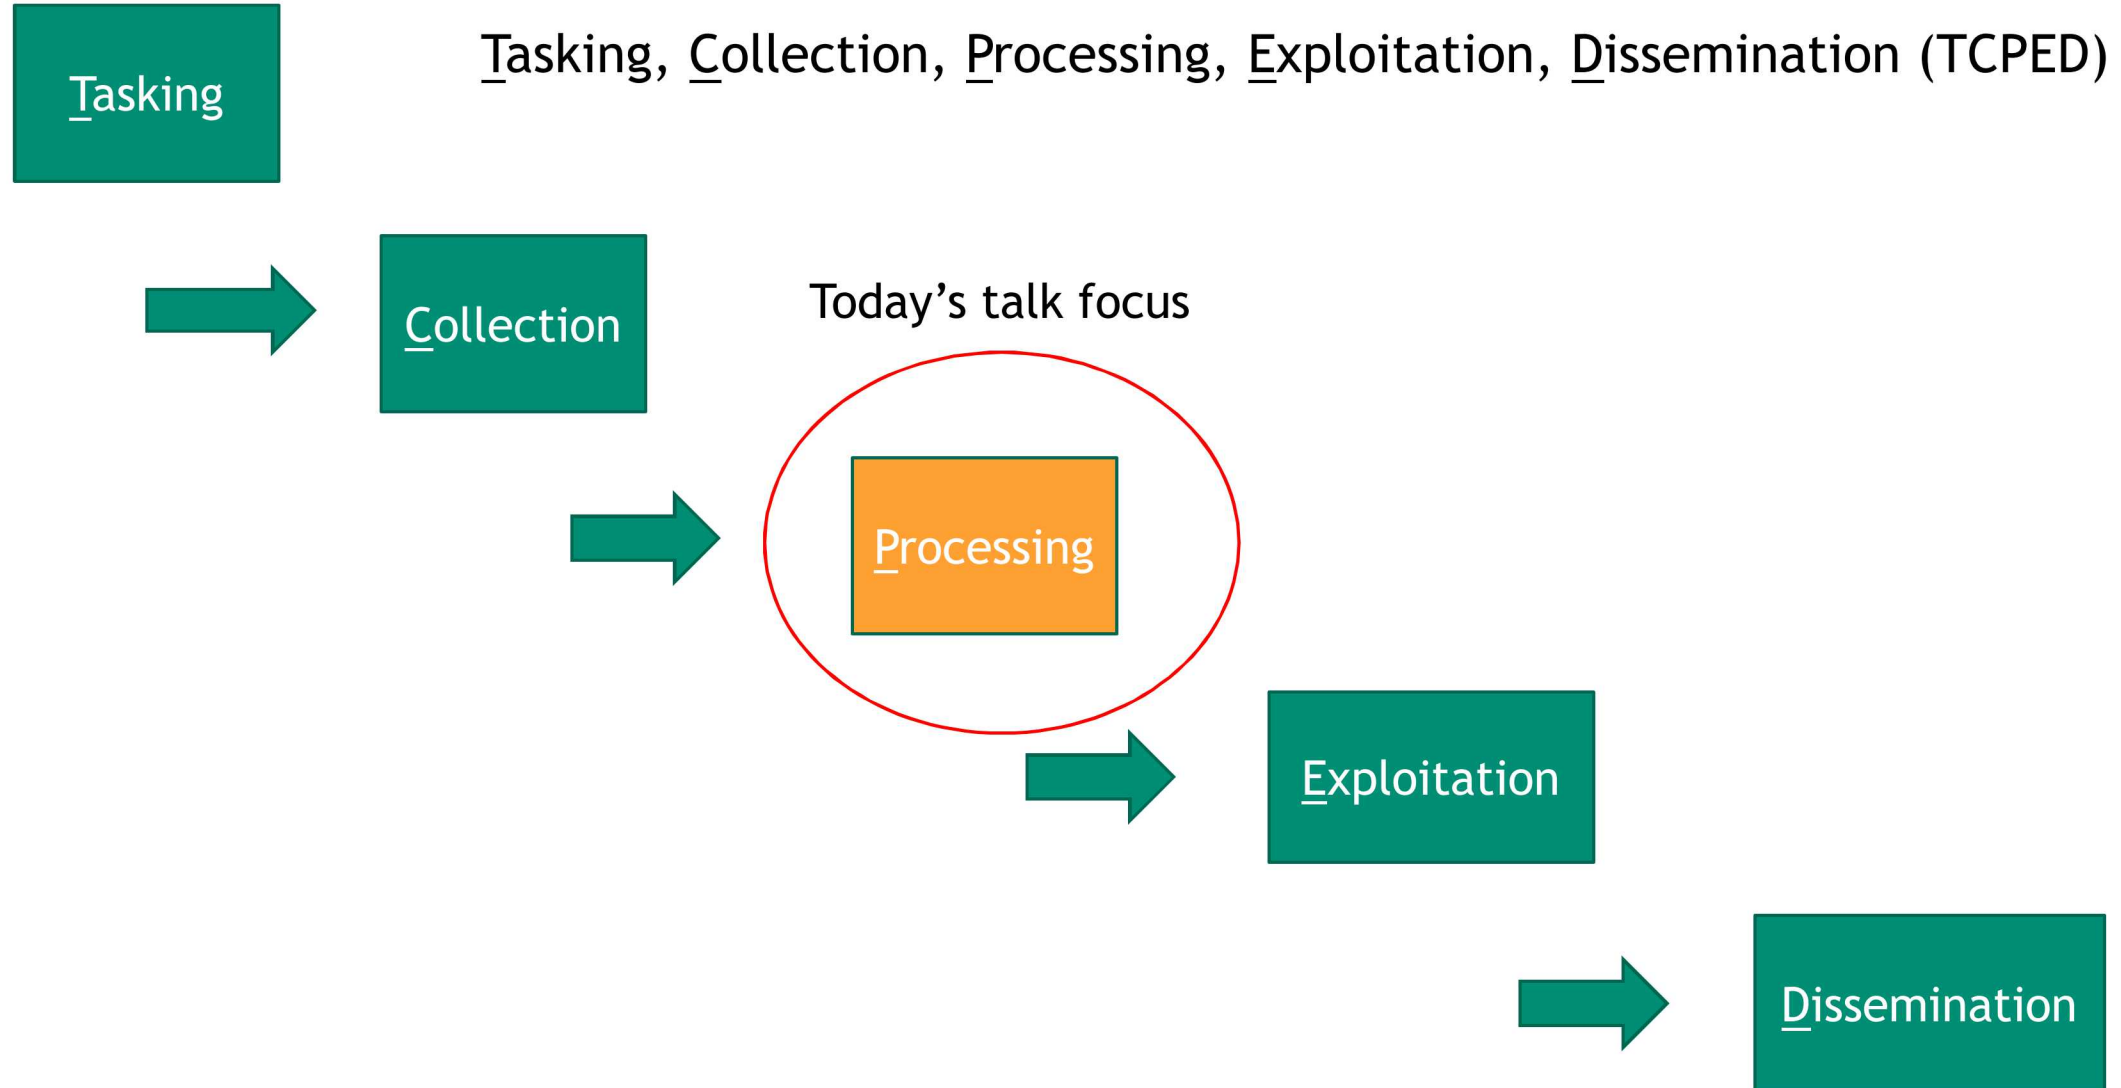 Tasking, Collection, Processing, Exploitation, Dissemination (TCPED)
Tasking
Collection
Today’s talk focus
Processing
Exploitation
Dissemination